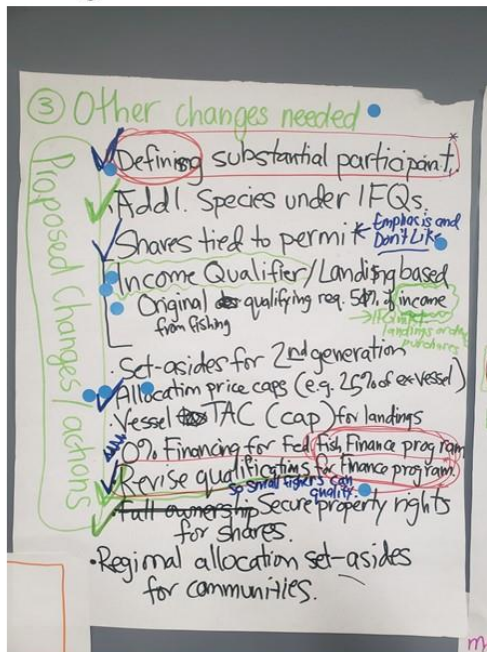 ③ Other changes needed
Proposed Changes/actions
Defining substantial participant.*
Add'l. Species under IFQs.
Shares tied to permit * Emphasis and
Don't Like
Income Qualifier/Landing based
Original qualifying req. 50% of income
from fishing
→ IFQ
landings and/or
purchases
Set-asides for 2nd generation
Allocation price caps (e.g. 25% of ex-vessel)
Vessel TAC (cap) for landings
0% Financing for Fed fish Finance program
Revise qualifications for Finance program.
so small fishers can
qualify.
Full ownership Secure property rights
for shares.
• Regional allocation set-asides
for communities.
m